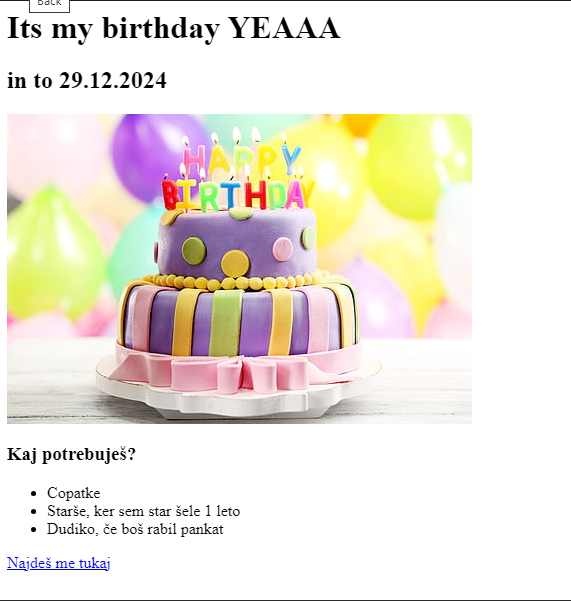 Back
Its my birthday YEAAA
in to 29.12.2024
HAPPY
BIRTHDAY
Kaj potrebuješ?
Copatke
Starše, ker sem star šele 1 leto
Dudiko, če boš rabil pankat
Najdeš me tukaj